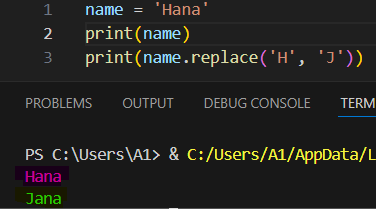 1 name = 'Hana'
2 print(name)
3 print(name.replace('H', 'J'))
PROBLEMS OUTPUT DEBUG CONSOLE TERM
PS C:\Users\A1> & C:/Users/A1/AppData/L
Hana
Jana